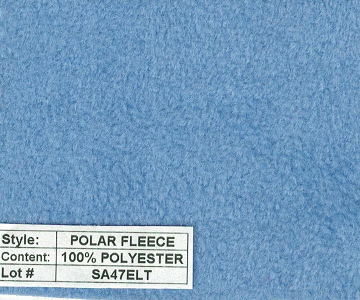 Style: POLAR FLEECE
Content: 100% POLYESTER
Lot # SA47ELT